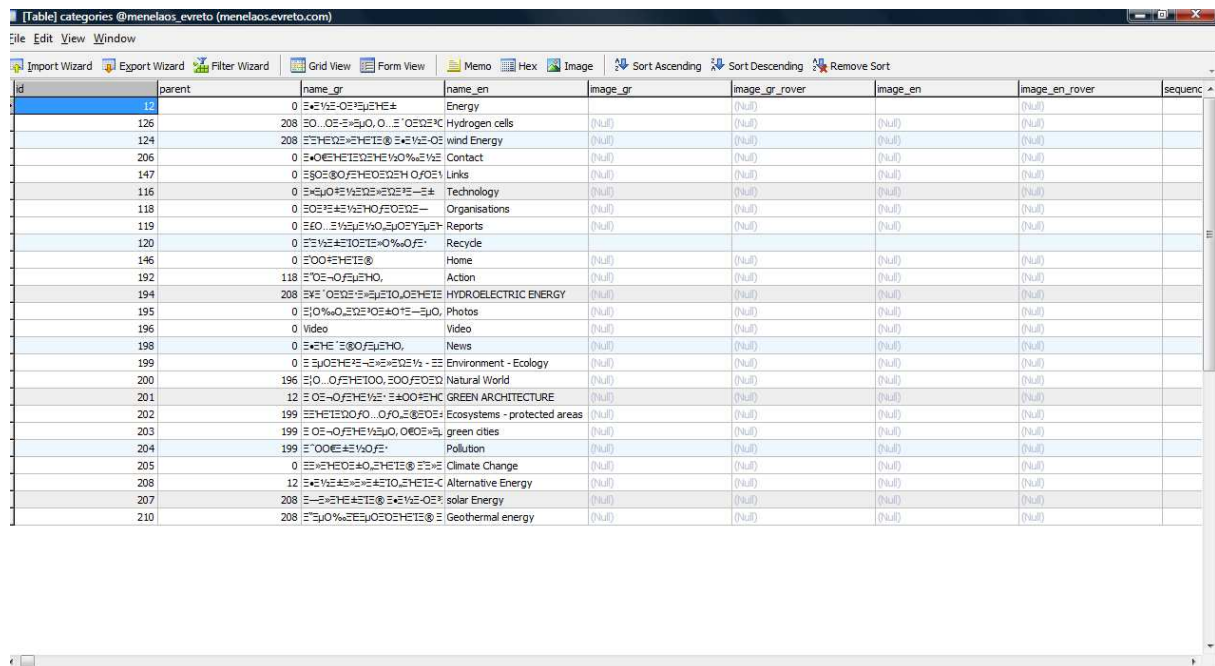 [Table] categories @menelaos_evreto (menelaos.evreto.com)
File Edit View Window
Import Wizard Export Wizard Filter Wizard Grid View Form View Memo Hex Image Sort Ascending Sort Descending Remove Sort
id parent name_gr name_en image_gr image_gr_rover image_en image_en_rover sequenc
12 0 Energy (Null) (Null)
126 208 Hydrogen cells (Null) (Null) (Null) (Null)
124 208 wind Energy (Null) (Null) (Null) (Null)
206 0 Contact (Null) (Null) (Null) (Null)
147 0 Links (Null) (Null) (Null) (Null)
116 0 Technology (Null) (Null) (Null) (Null)
118 0 Organisations (Null) (Null) (Null) (Null)
119 0 Reports (Null) (Null) (Null) (Null)
120 0 Recycle
146 0 Home (Null) (Null) (Null) (Null)
192 118 Action (Null) (Null) (Null) (Null)
194 208 HYDROELECTRIC ENERGY (Null) (Null) (Null) (Null)
195 0 Photos (Null) (Null) (Null) (Null)
196 0 Video Video (Null) (Null) (Null) (Null)
198 0 News (Null) (Null) (Null) (Null)
199 0 Environment - Ecology (Null) (Null) (Null) (Null)
200 196 Natural World (Null) (Null) (Null) (Null)
201 12 GREEN ARCHITECTURE (Null) (Null) (Null) (Null)
202 199 Ecosystems - protected areas (Null) (Null) (Null) (Null)
203 199 green cities (Null) (Null) (Null) (Null)
204 199 Pollution (Null) (Null) (Null) (Null)
205 0 Climate Change (Null) (Null) (Null) (Null)
208 12 Alternative Energy (Null) (Null) (Null) (Null)
207 208 solar Energy (Null) (Null) (Null) (Null)
210 208 Geothermal energy (Null) (Null) (Null) (Null)